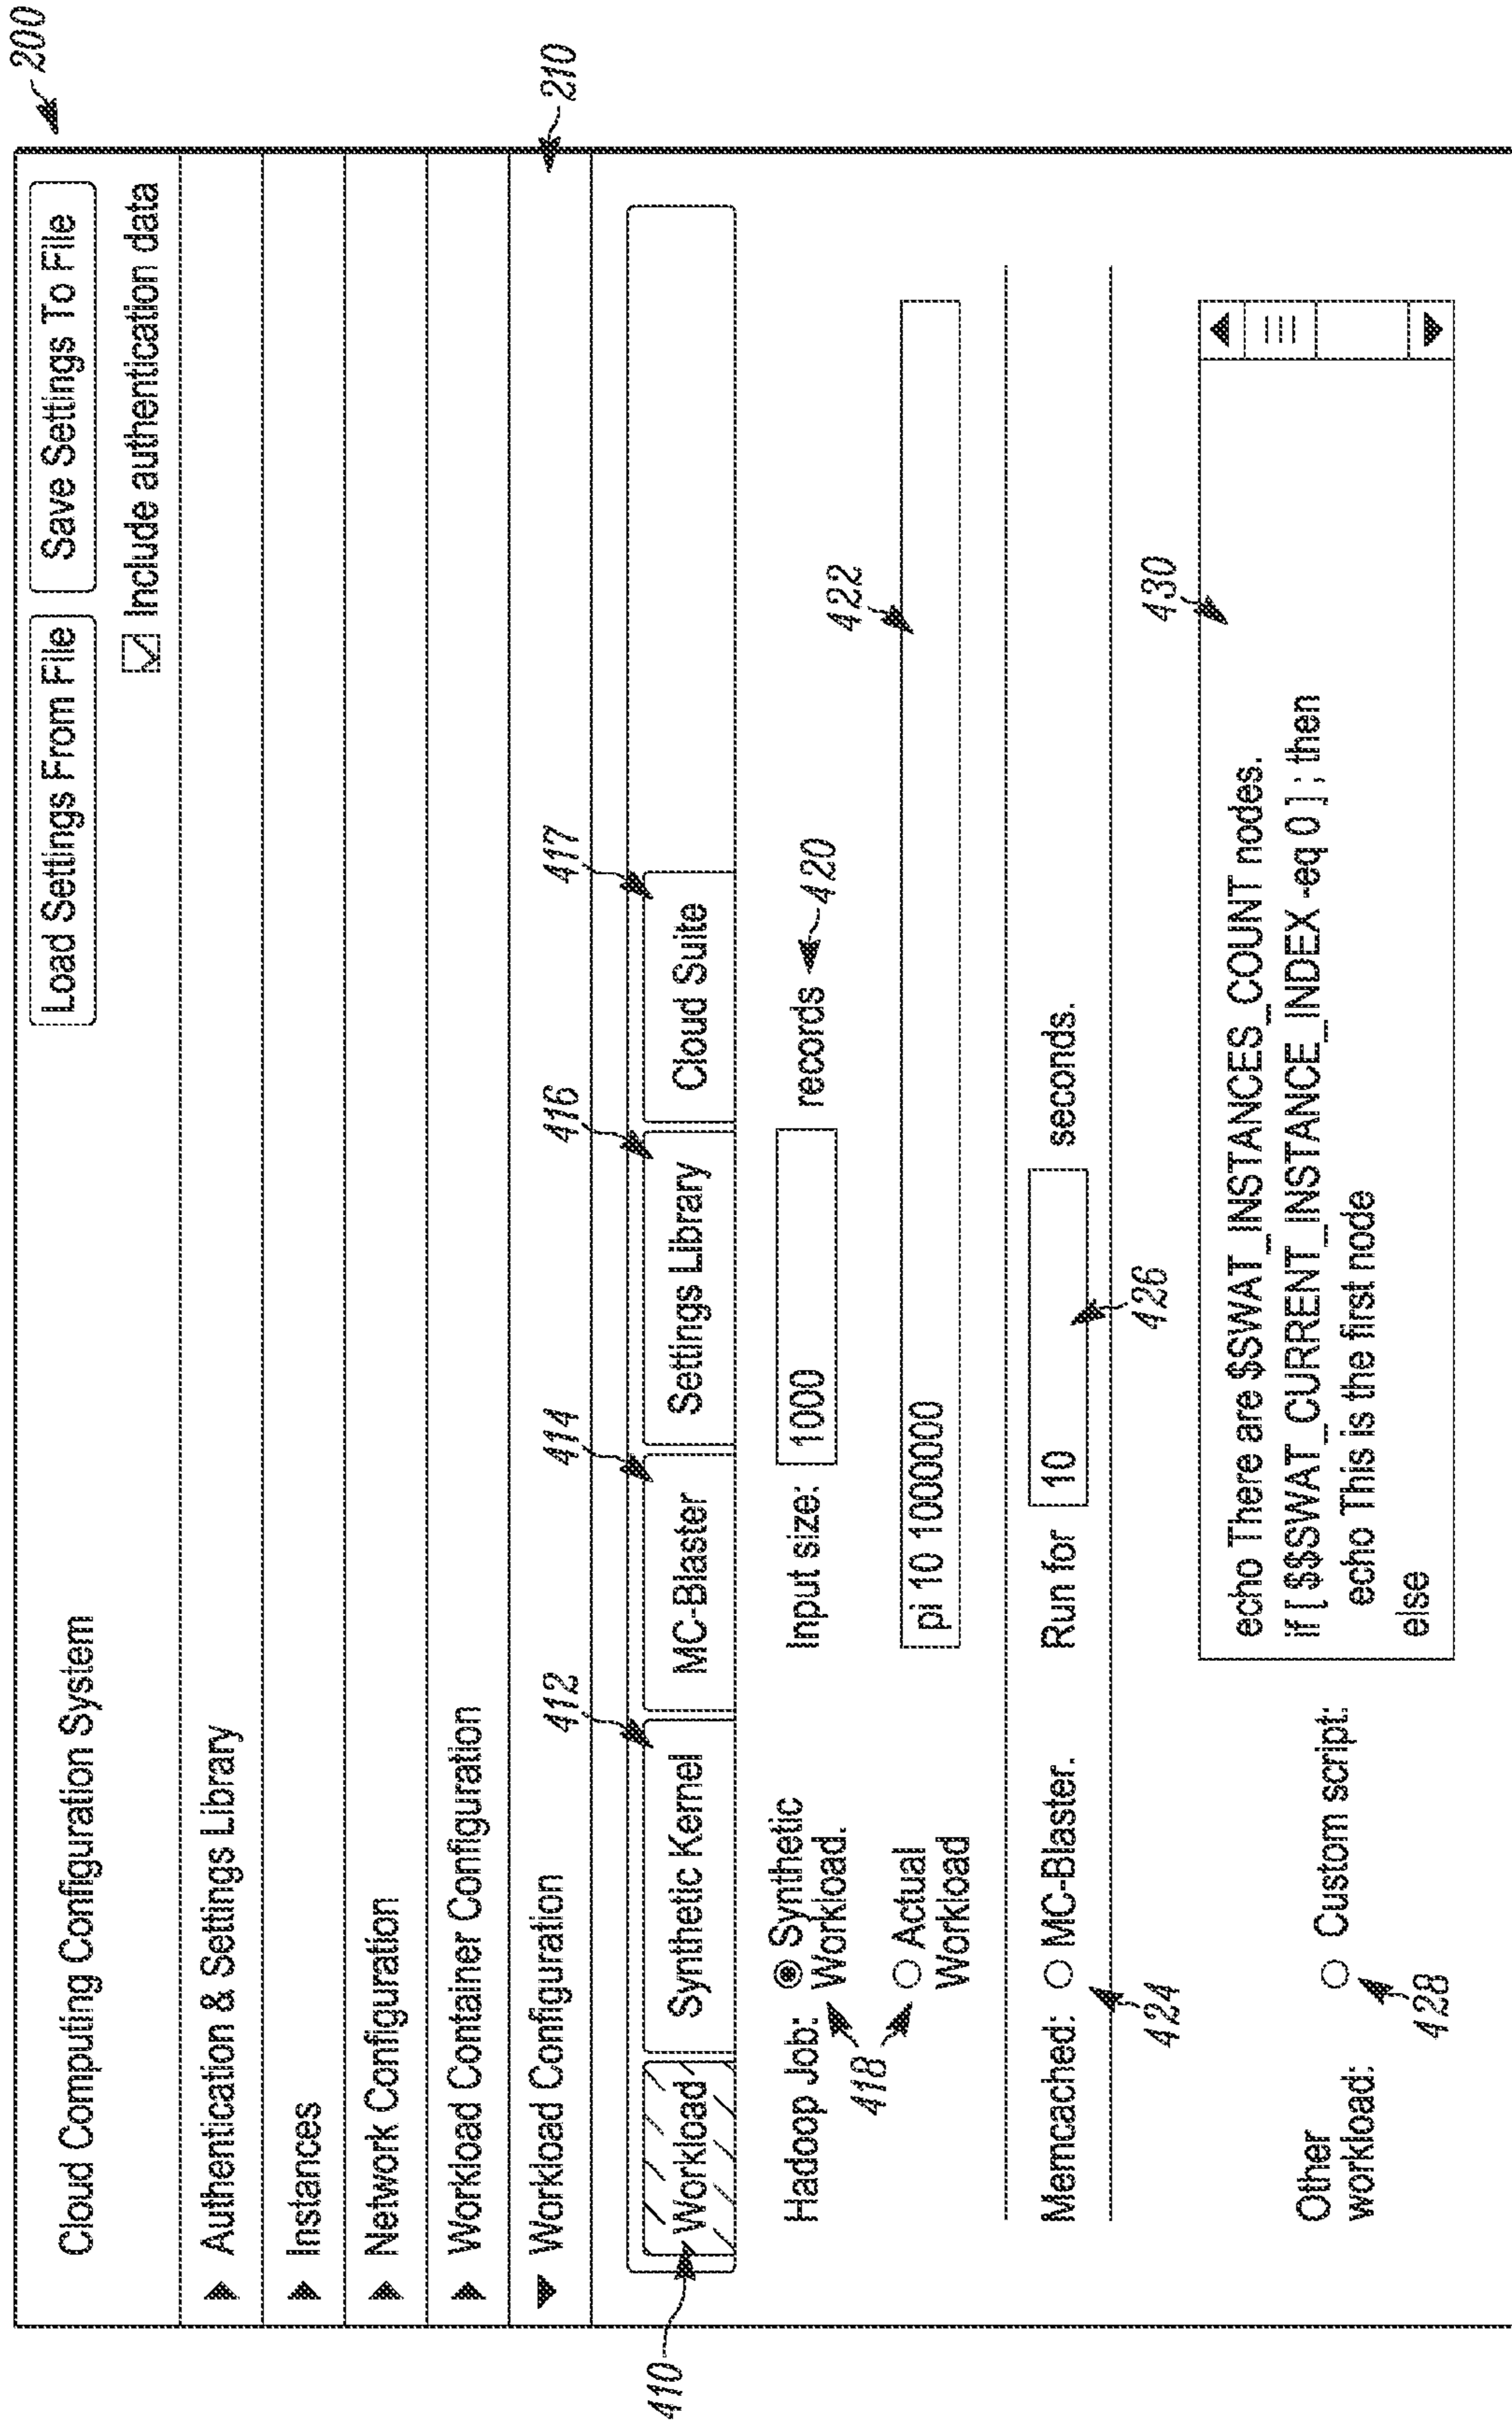 200
Cloud Computing Configuration System
Load Settings From File
Save Settings To File
Include authentication data
Authentication & Settings Library
Instances
Network Configuration
Workload Container Configuration
Workload Configuration
210
410
412
414
416
417
Workload
Synthetic Kernel
MC-Blaster
Settings Library
Cloud Suite
Hadoop Job:
Synthetic
Workload.
Input size:
1000
records
420
418
Actual
Workload
pi 10 100000
422
Memcached:
MC-Blaster.
Run for
10
seconds.
424
426
430
Other
workload:
Custom script:
428
echo There are $SWAT_INSTANCES_COUNT nodes.
if [ $$SWAT_CURRENT_INSTANCE_INDEX -eq 0 ] ; then
echo This is the first node
else